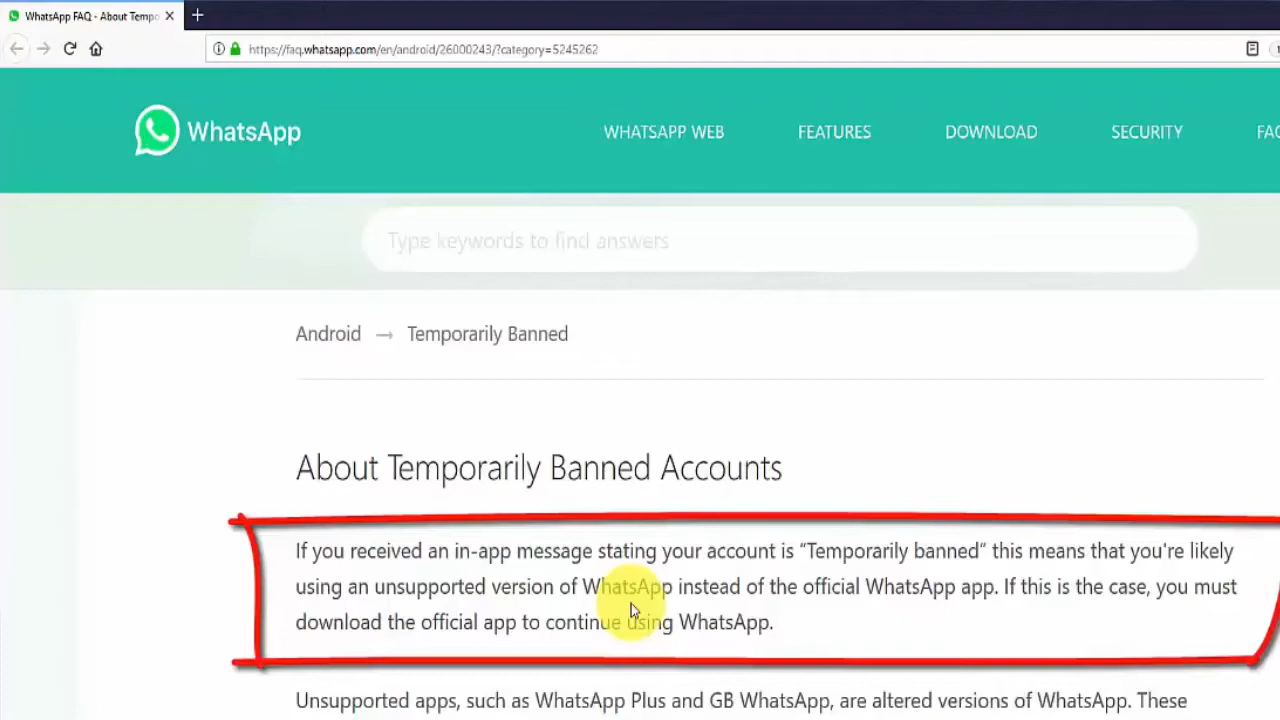 WhatsApp FAQ - About Tempo
https://faq.whatsapp.com/en/android/26000243/?category=5245262
WhatsApp
WHATSAPP WEB
FEATURES
DOWNLOAD
SECURITY
FAQ
Type keywords to find answers
Android → Temporarily Banned
About Temporarily Banned Accounts
If you received an in-app message stating your account is “Temporarily banned“ this means that you're likely
using an unsupported version of WhatsApp instead of the official WhatsApp app. If this is the case, you must
download the official app to continue using WhatsApp.
Unsupported apps, such as WhatsApp Plus and GB WhatsApp, are altered versions of WhatsApp. These